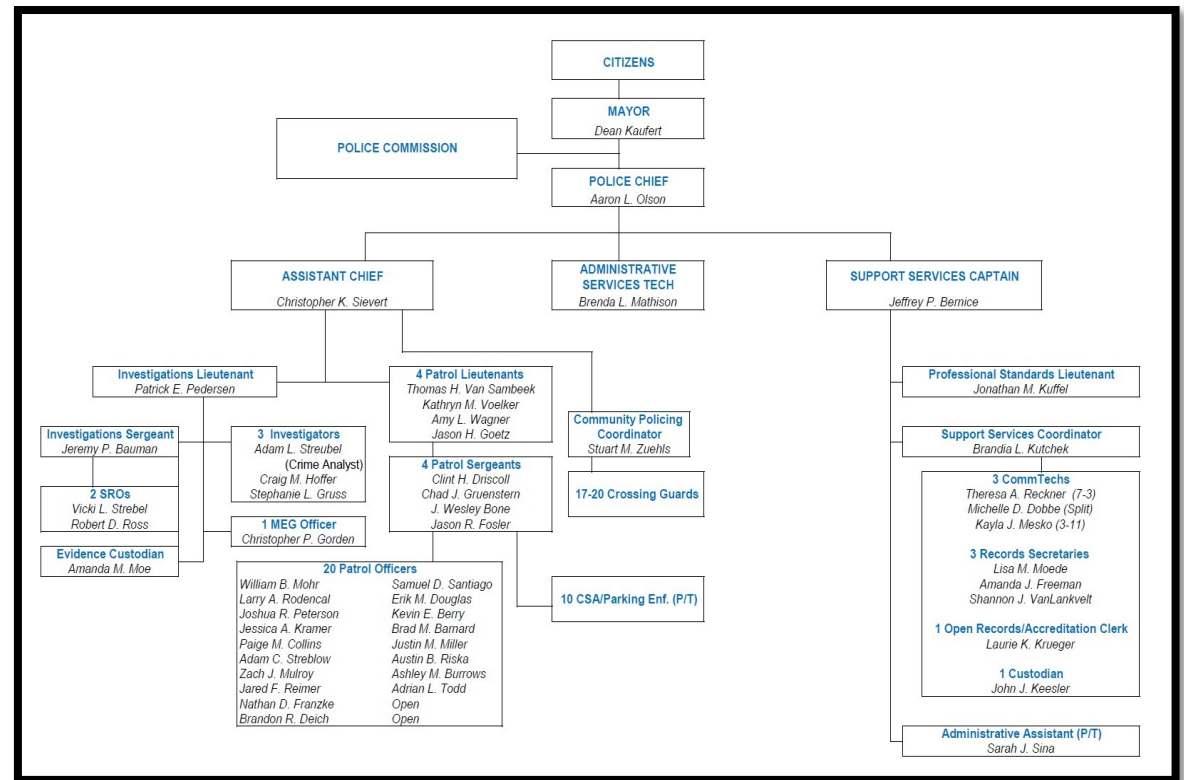 CITIZENS
MAYOR
Dean Kaufert
POLICE COMMISSION
POLICE CHIEF
Aaron L. Olson
ASSISTANT CHIEF
Christopher K. Sievert
ADMINISTRATIVE
SERVICES TECH
Brenda L. Mathison
SUPPORT SERVICES CAPTAIN
Jeffrey P. Bernice
Investigations Lieutenant
Patrick E. Pedersen
4 Patrol Lieutenants
Thomas H. Van Sambeek
Kathryn M. Voelker
Amy L. Wagner
Jason H. Goetz
Professional Standards Lieutenant
Jonathan M. Kuffel
Investigations Sergeant
Jeremy P. Bauman
3 Investigators
Adam L. Streubel
(Crime Analyst)
Craig M. Hoffer
Stephanie L. Gruss
Community Policing
Coordinator
Stuart M. Zuehls
Support Services Coordinator
Brandia L. Kutchek
2 SROs
Vicki L. Strebel
Robert D. Ross
4 Patrol Sergeants
Clint H. Driscoll
Chad J. Gruenstern
J. Wesley Bone
Jason R. Fosler
17-20 Crossing Guards
1 MEG Officer
Christopher P. Gorden
Evidence Custodian
Amanda M. Moe
20 Patrol Officers
William B. Mohr Samuel D. Santiago
Larry A. Rodencal Erik M. Douglas
Joshua R. Peterson Kevin E. Berry
Jessica A. Kramer Brad M. Barnard
Paige M. Collins Justin M. Miller
Adam C. Streblow Austin B. Riska
Zach J. Mulroy Ashley M. Burrows
Jared F. Reimer Adrian L. Todd
Nathan D. Franzke Open
Brandon R. Deich Open
10 CSA/Parking Enf. (P/T)
3 CommTechs
Theresa A. Reckner (7-3)
Michelle D. Dobbe (Split)
Kayla J. Mesko (3-11)
3 Records Secretaries
Lisa M. Moede
Amanda J. Freeman
Shannon J. VanLankvelt
1 Open Records/Accreditation Clerk
Laurie K. Krueger
1 Custodian
John J. Keesler
Administrative Assistant (P/T)
Sarah J. Sina